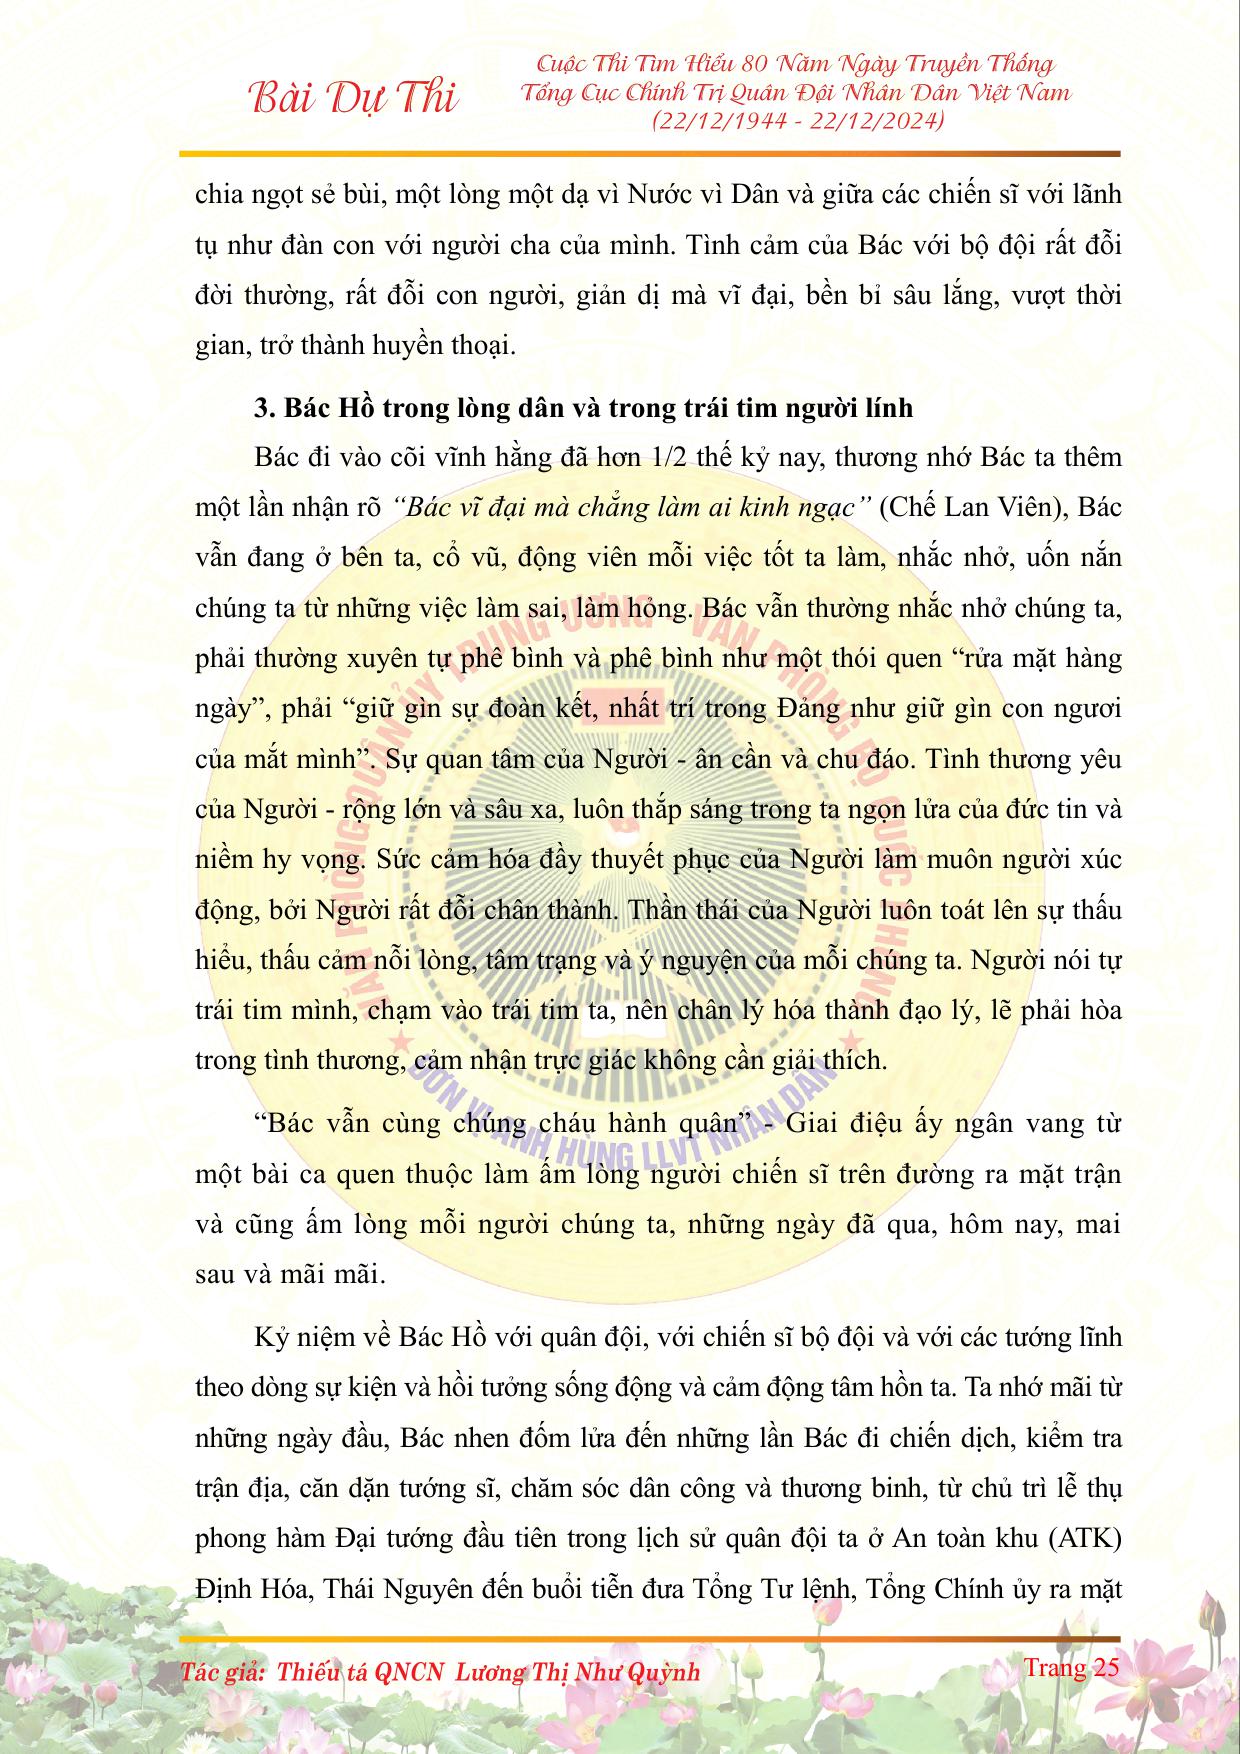 Bài Dự Thi
Cuộc Thi Tìm Hiểu 80 Năm Ngày Truyền Thống
Tổng Cục Chính Trị Quân Đội Nhân Dân Việt Nam
(22/12/1944 - 22/12/2024)
chia ngọt sẻ bùi, một lòng một dạ vì Nước vì Dân và giữa các chiến sĩ với lãnh
tụ như đàn con với người cha của mình. Tình cảm của Bác với bộ đội rất đỗi
đời thường, rất đỗi con người, giản dị mà vĩ đại, bền bỉ sâu lắng, vượt thời
gian, trở thành huyền thoại.
3. Bác Hồ trong lòng dân và trong trái tim người lính
Bác đi vào cõi vĩnh hằng đã hơn 1/2 thế kỷ nay, thương nhớ Bác ta thêm
một lần nhận rõ “Bác vĩ đại mà chẳng làm ai kinh ngạc” (Chế Lan Viên), Bác
vẫn đang ở bên ta, cổ vũ, động viên mỗi việc tốt ta làm, nhắc nhở, uốn nắn
chúng ta từ những việc làm sai, làm hỏng. Bác vẫn thường nhắc nhở chúng ta,
phải thường xuyên tự phê bình và phê bình như một thói quen “rửa mặt hàng
ngày”, phải “giữ gìn sự đoàn kết, nhất trí trong Đảng như giữ gìn con ngươi
của mắt mình”. Sự quan tâm của Người - ân cần và chu đáo. Tình thương yêu
của Người - rộng lớn và sâu xa, luôn thắp sáng trong ta ngọn lửa của đức tin và
niềm hy vọng. Sức cảm hóa đầy thuyết phục của Người làm muôn người xúc
động, bởi Người rất đỗi chân thành. Thần thái của Người luôn toát lên sự thấu
hiểu, thấu cảm nỗi lòng, tâm trạng và ý nguyện của mỗi chúng ta. Người nói tự
trái tim mình, chạm vào trái tim ta, nên chân lý hóa thành đạo lý, lẽ phải hòa
trong tình thương, cảm nhận trực giác không cần giải thích.
“Bác vẫn cùng chúng cháu hành quân” - Giai điệu ấy ngân vang từ
một bài ca quen thuộc làm ấm lòng người chiến sĩ trên đường ra mặt trận
và cũng ấm lòng mỗi người chúng ta, những ngày đã qua, hôm nay, mai
sau và mãi mãi.
Kỷ niệm về Bác Hồ với quân đội, với chiến sĩ bộ đội và với các tướng lĩnh
theo dòng sự kiện và hồi tưởng sống động và cảm động tâm hồn ta. Ta nhớ mãi từ
những ngày đầu, Bác nhen đốm lửa đến những lần Bác đi chiến dịch, kiểm tra
trận địa, căn dặn tướng sĩ, chăm sóc dân công và thương binh, từ chủ trì lễ thụ
phong hàm Đại tướng đầu tiên trong lịch sử quân đội ta ở An toàn khu (ATK)
Định Hóa, Thái Nguyên đến buổi tiễn đưa Tổng Tư lệnh, Tổng Chính ủy ra mặt
VĂN PHÒNG QUÂN ỦY TRUNG ƯƠNG - VĂN PHÒNG BỘ QUỐC PHÒNG
ĐƠN VỊ ANH HÙNG LLVT NHÂN DÂN
Tác giả: Thiếu tá QNCN Lương Thị Như Quỳnh
Trang 25